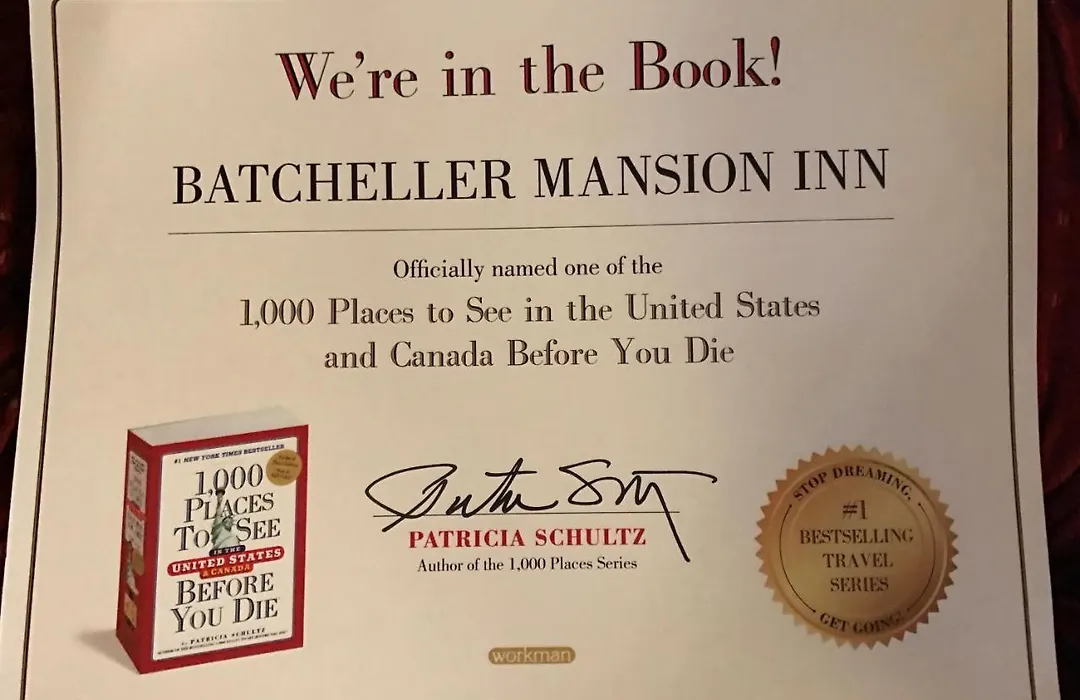 We're in the Book!
BATCHELLER MANSION INN
Officially named one of the
1,000 Places to See in the United States
and Canada Before You Die
#1 NEW YORK TIMES BESTSELLER
1,000
PLACES
TO SEE
IN THE
UNITED STATES
& CANADA
BEFORE
YOU DIE
by PATRICIA SCHULTZ
PATRICIA SCHULTZ
Author of the 1,000 Places Series
workman
STOP DREAMING.
#1
BESTSELLING
TRAVEL
SERIES
GET GOING!